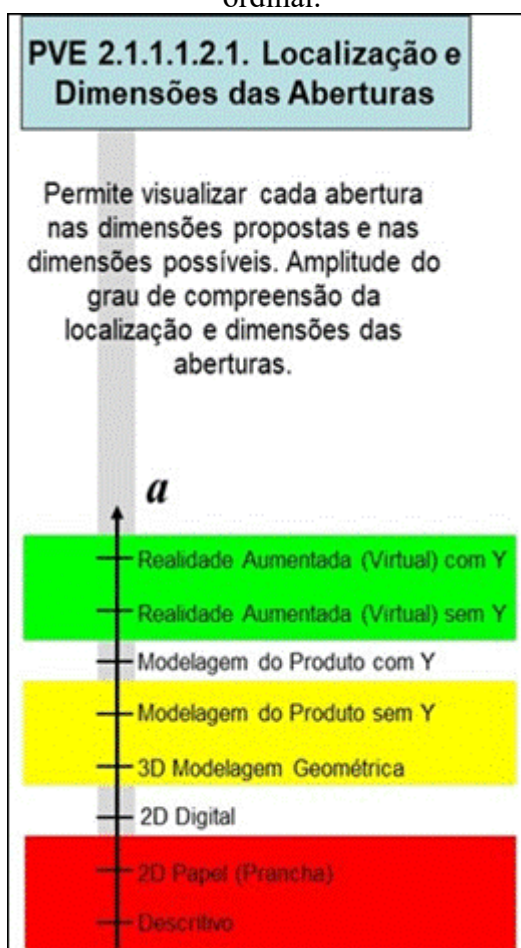 ordinal.
PVE 2.1.1.1.2.1. Localização e
Dimensões das Aberturas
Permite visualizar cada abertura
nas dimensões propostas e nas
dimensões possíveis. Amplitude do
grau de compreensão da
localização e dimensões das
aberturas.
a
Realidade Aumentada (Virtual) com Y
Realidade Aumentada (Virtual) sem Y
Modelagem do Produto com Y
Modelagem do Produto sem Y
3D Modelagem Geométrica
2D Digital
2D Papel (Prancha)
Descritivo